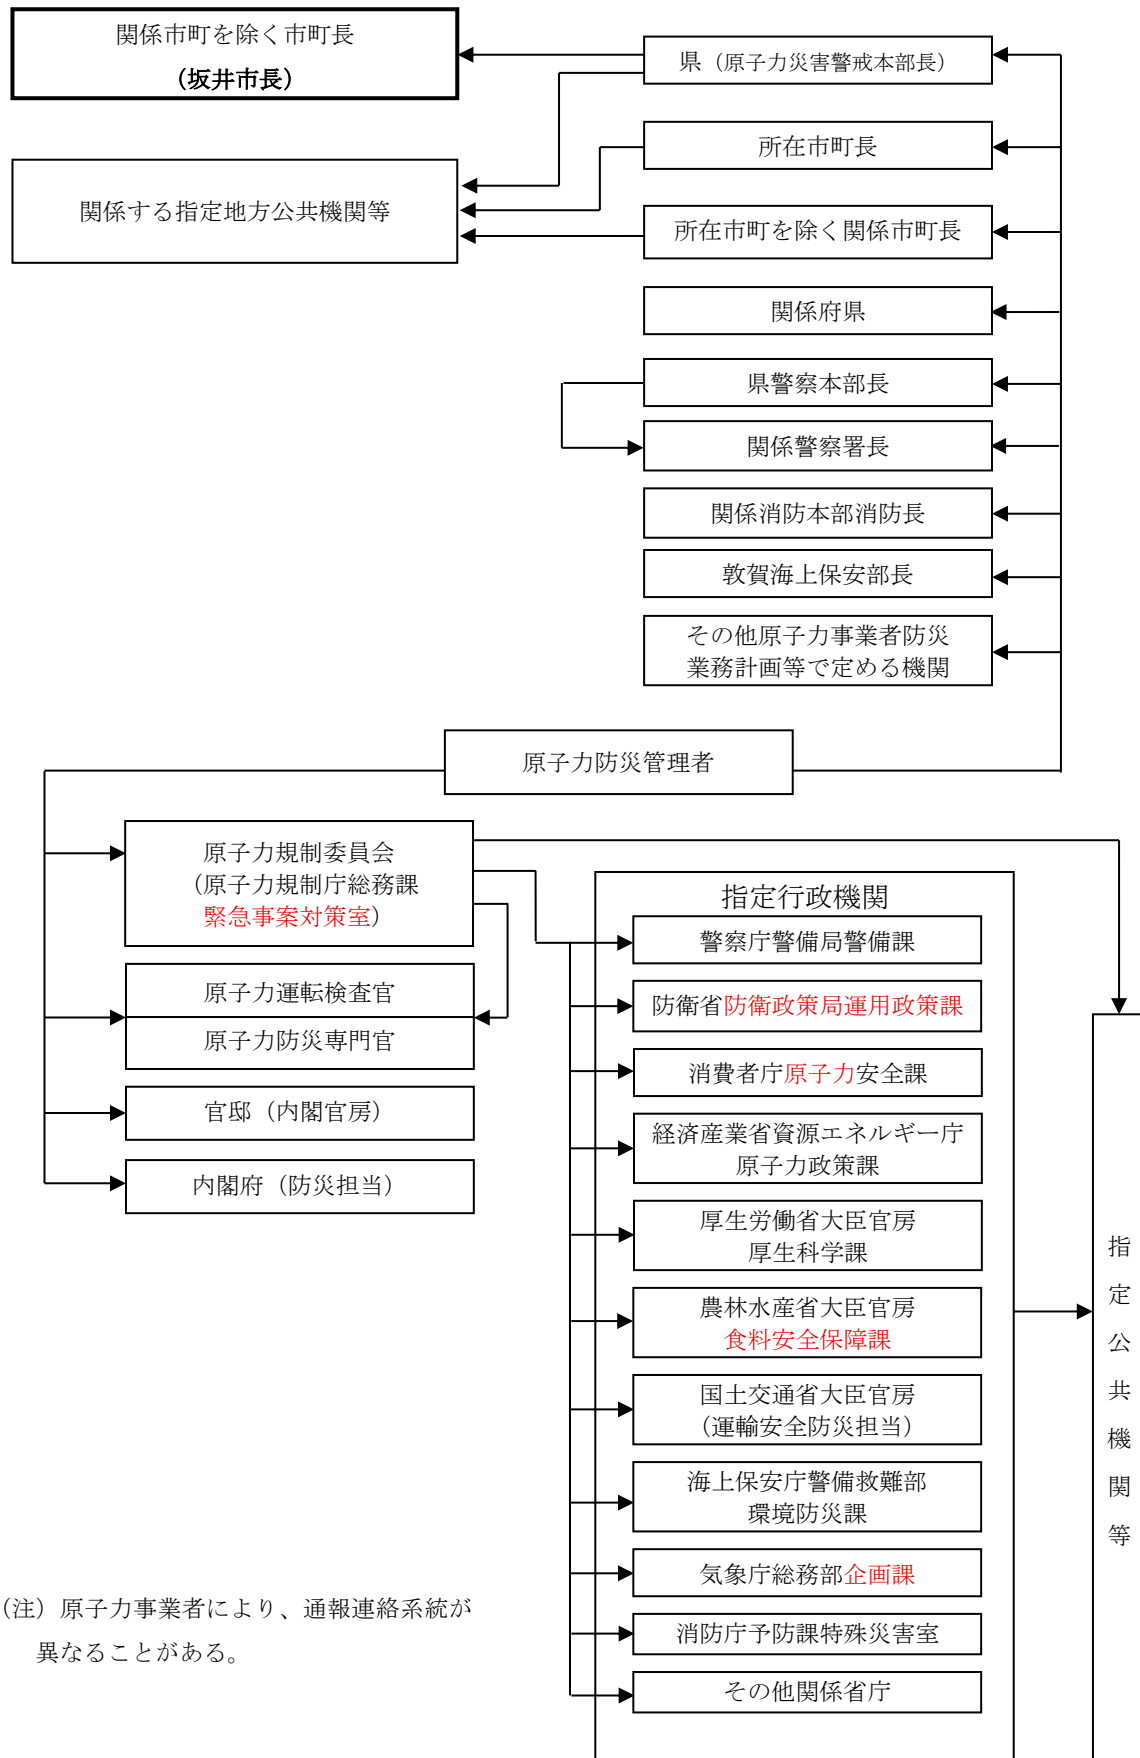 関係市町を除く市町長
(坂井市長)
県（原子力災害警戒本部長）
所在市町長
関係する指定地方公共機関等
所在市町を除く関係市町長
関係府県
県警察本部長
関係警察署長
関係消防本部消防長
敦賀海上保安部長
その他原子力事業者防災
業務計画等で定める機関
原子力防災管理者
原子力規制委員会
（原子力規制庁総務課
緊急事案対策室）
原子力運転検査官
原子力防災専門官
官邸（内閣官房）
内閣府（防災担当）
指定行政機関
警察庁警備局警備課
防衛省防衛政策局運用政策課
消費者庁原子力安全課
経済産業省資源エネルギー庁
原子力政策課
厚生労働省大臣官房
厚生科学課
農林水産省大臣官房
食料安全保障課
国土交通省大臣官房
（運輸安全防災担当）
海上保安庁警備救難部
環境防災課
気象庁総務部企画課
消防庁予防課特殊災害室
その他関係省庁
指定公共機関等
（注）原子力事業者により、通報連絡系統が
異なることがある。